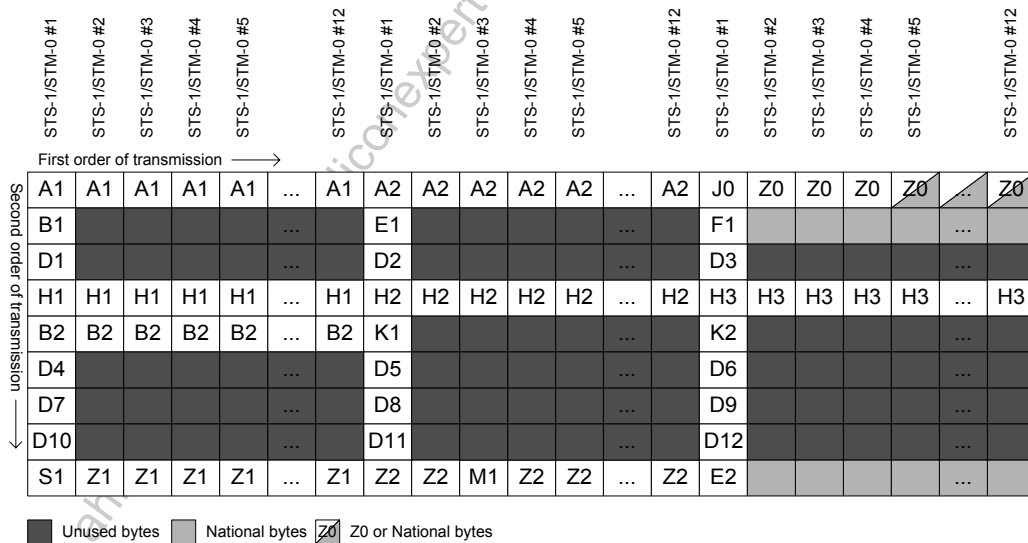 STS-1/STM-0 #1 STS-1/STM-0 #2 STS-1/STM-0 #3 STS-1/STM-0 #4 STS-1/STM-0 #5 STS-1/STM-0 #12 STS-1/STM-0 #1 STS-1/STM-0 #2 STS-1/STM-0 #3 STS-1/STM-0 #4 STS-1/STM-0 #5 STS-1/STM-0 #12 STS-1/STM-0 #1 STS-1/STM-0 #2 STS-1/STM-0 #3 STS-1/STM-0 #4 STS-1/STM-0 #5 STS-1/STM-0 #12
First order of transmission
Second order of transmission
A1 A1 A1 A1 A1 ... A1 A2 A2 A2 A2 A2 ... A2 J0 Z0 Z0 Z0 Z0 ... Z0
B1 ... E1 ... F1 ...
D1 ... D2 ... D3 ...
H1 H1 H1 H1 H1 ... H1 H2 H2 H2 H2 H2 ... H2 H3 H3 H3 H3 H3 ... H3
B2 B2 B2 B2 B2 ... B2 K1 ... K2 ...
D4 ... D5 ... D6 ...
D7 ... D8 ... D9 ...
D10 ... D11 ... D12 ...
S1 Z1 Z1 Z1 Z1 ... Z1 Z2 Z2 M1 Z2 Z2 ... Z2 E2 ...
Unused bytes National bytes Z0 Z0 or National bytes